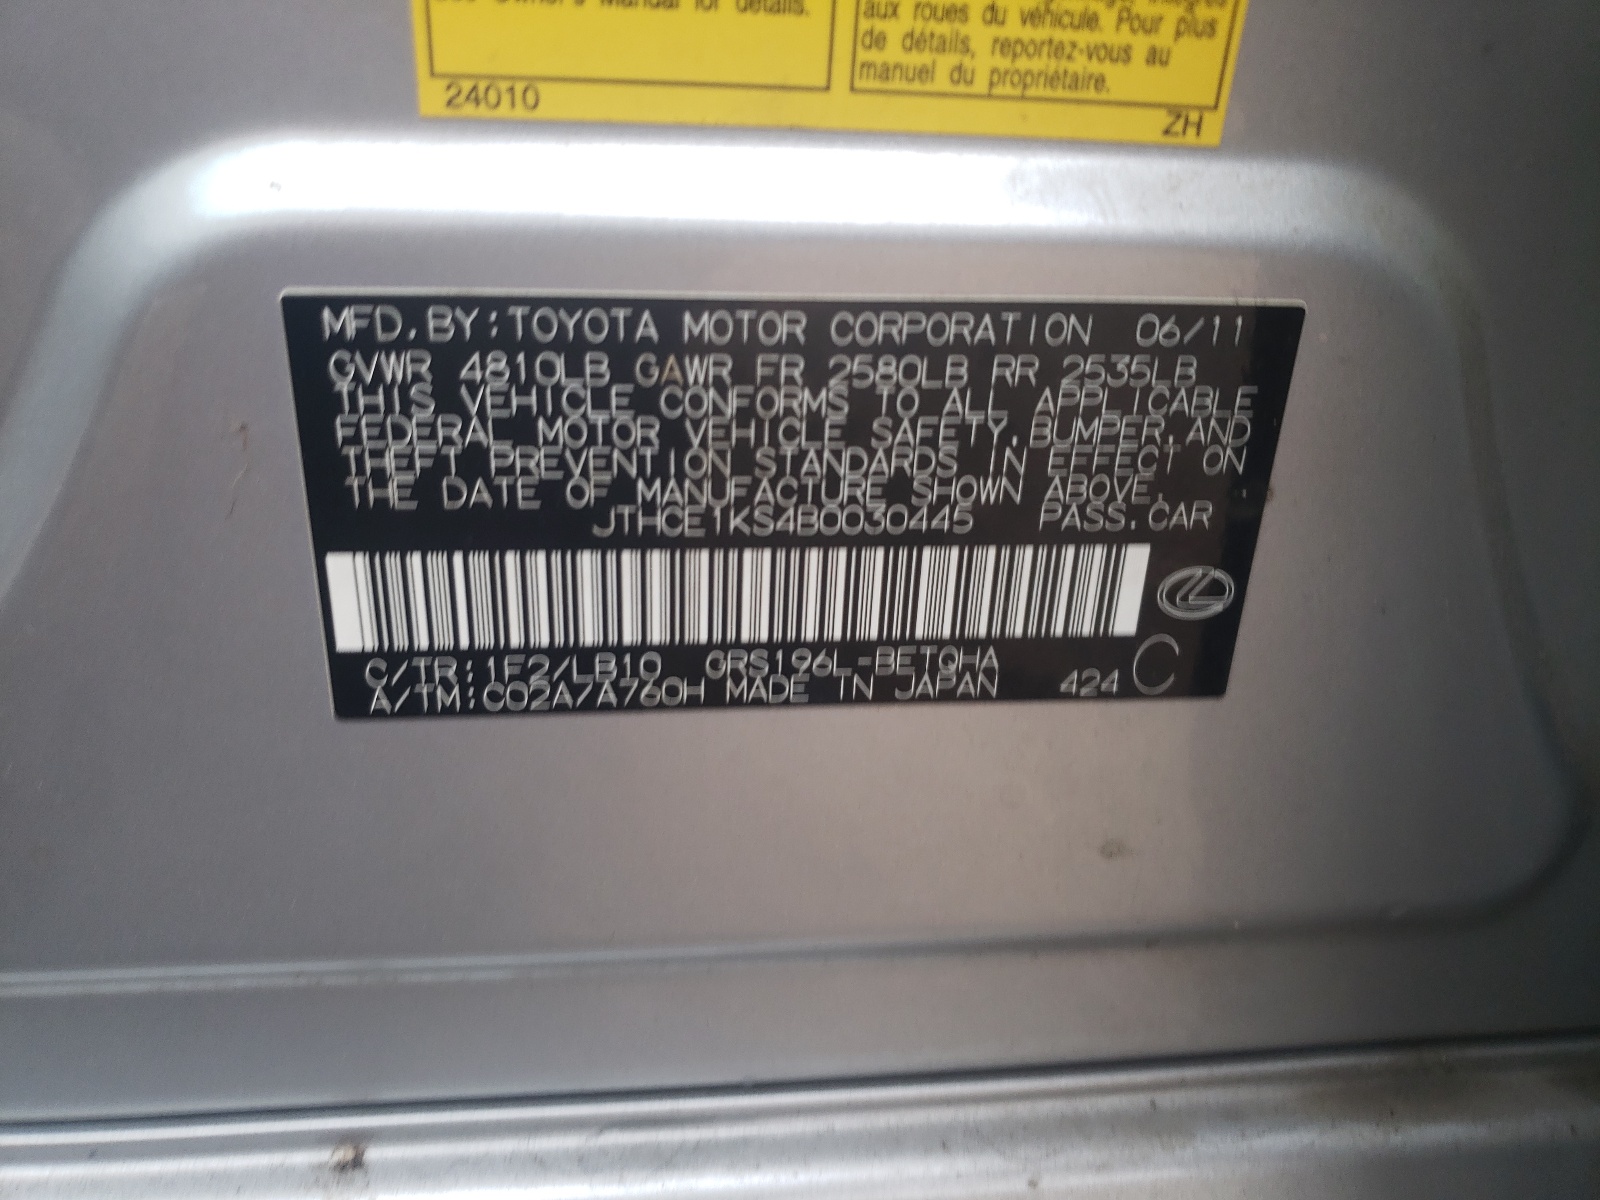 Manual for details.
aux roues du véhicule. Pour plus
de détails, reportez-vous au
manuel du propriétaire.
24010
ZH
MFD. BY: TOYOTA MOTOR CORPORATION 06/11
GVWR 4810LB GAWR FR 2580LB RR 2535LB
THIS VEHICLE CONFORMS TO ALL APPLICABLE
FEDERAL MOTOR VEHICLE SAFETY, BUMPER, AND
THEFT PREVENTION STANDARDS IN EFFECT ON
THE DATE OF MANUFACTURE SHOWN ABOVE.
JTHCE1KS4B0030445 PASS. CAR
C/TR: 1F2/LB10 GRS196L-BETQHA
A/TM: C02A/A760H MADE IN JAPAN 424 C